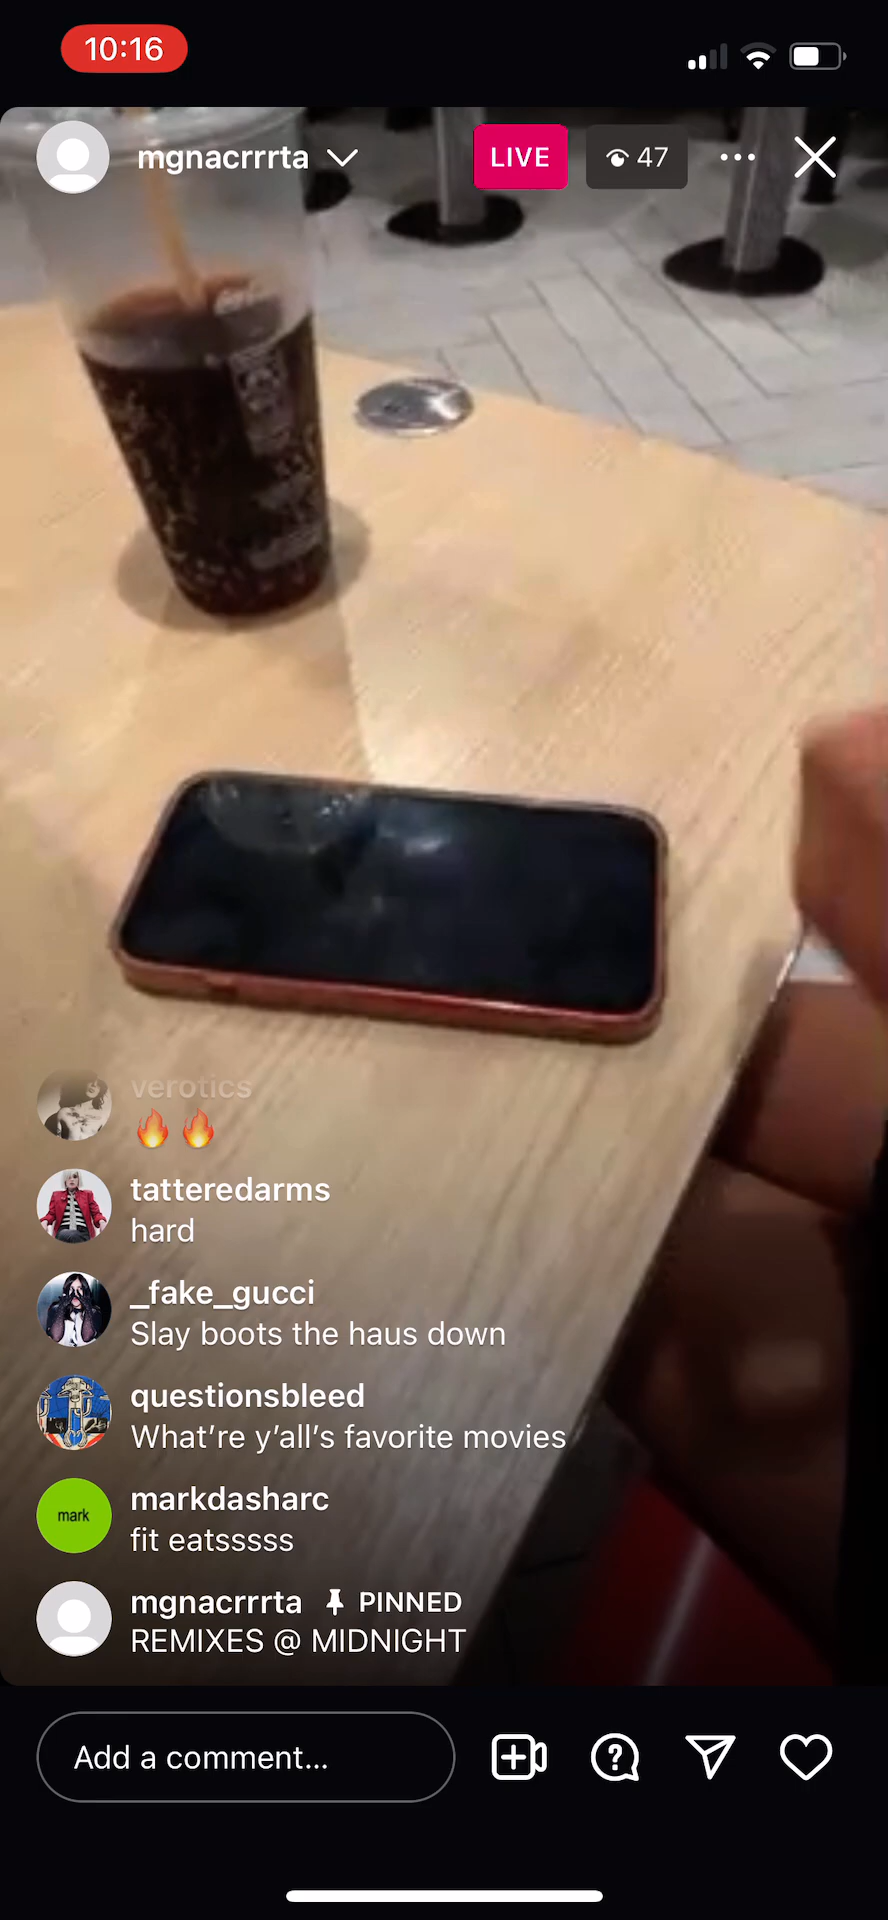 10:16
mgnacrrrta
LIVE
47
verotics
🔥🔥
tatteredarms
hard
_fake_gucci
Slay boots the haus down
questionsbleed
What’re y’all’s favorite movies
mark
markdasharc
fit eatsssss
mgnacrrrta PINNED
REMIXES @ MIDNIGHT
Add a comment...